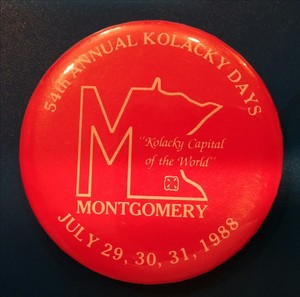 54th ANNUAL KOLACKY DAYS
M
"Kolacky Capital
of the World"
MONTGOMERY
JULY 29, 30, 31, 1988